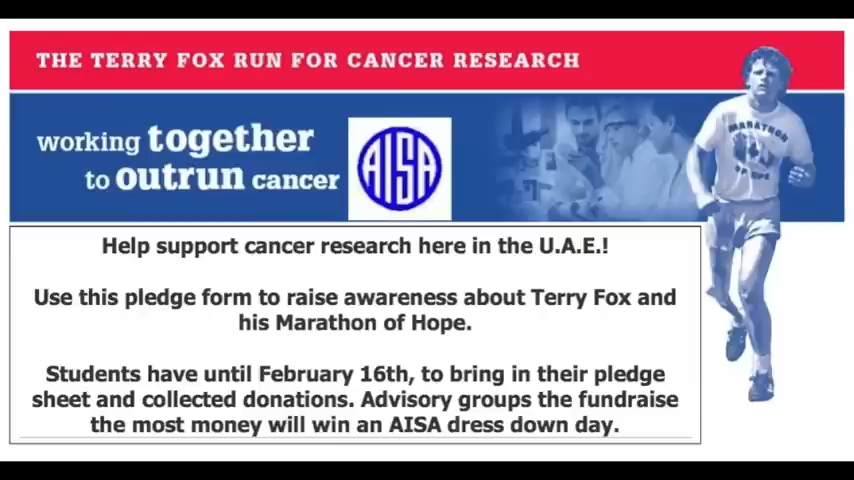 THE TERRY FOX RUN FOR CANCER RESEARCH
working together
to outrun cancer
AISA
MARATHON
OF HOPE
Help support cancer research here in the U.A.E.!
Use this pledge form to raise awareness about Terry Fox and
his Marathon of Hope.
Students have until February 16th, to bring in their pledge
sheet and collected donations. Advisory groups the fundraise
the most money will win an AISA dress down day.